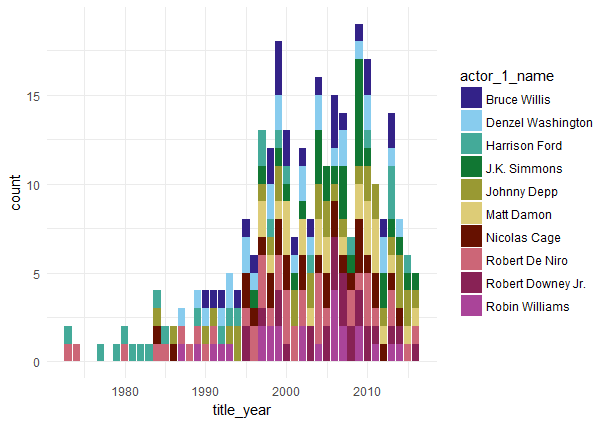 15
10
5
0
count
1980 1990 2000 2010
title_year
actor_1_name
Bruce Willis
Denzel Washington
Harrison Ford
J.K. Simmons
Johnny Depp
Matt Damon
Nicolas Cage
Robert De Niro
Robert Downey Jr.
Robin Williams